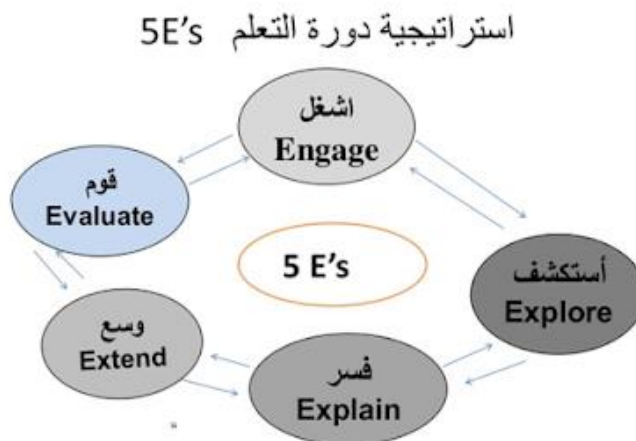 استراتيجية دورة التعلم 5E's
اشغل
Engage
قوم
Evaluate
أستكشف
Explore
5 E's
وسع
Extend
فسر
Explain